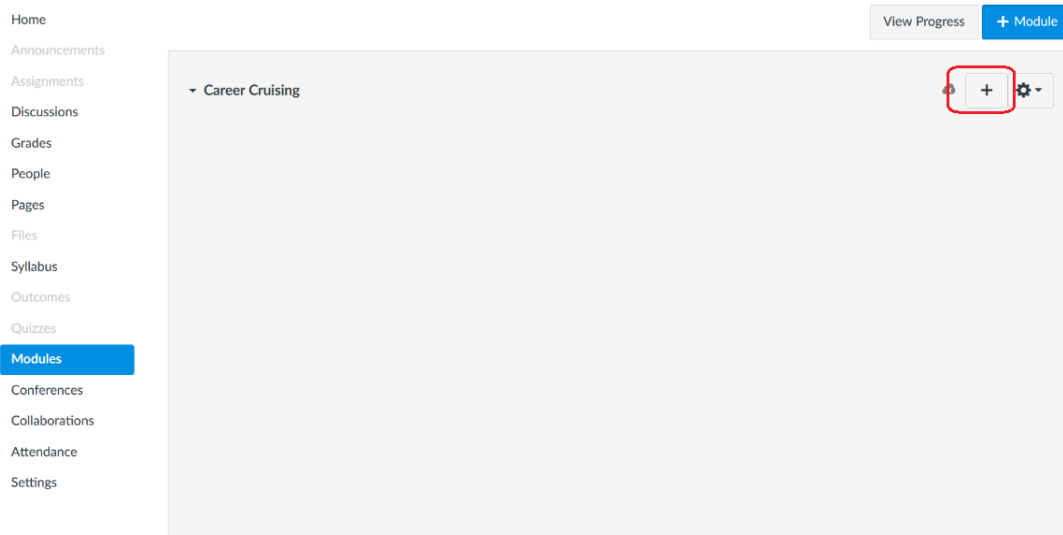 Home
Announcements
Assignments
Discussions
Grades
People
Pages
Files
Syllabus
Outcomes
Quizzes
Modules
Conferences
Collaborations
Attendance
Settings
View Progress
+ Module
Career Cruising
+